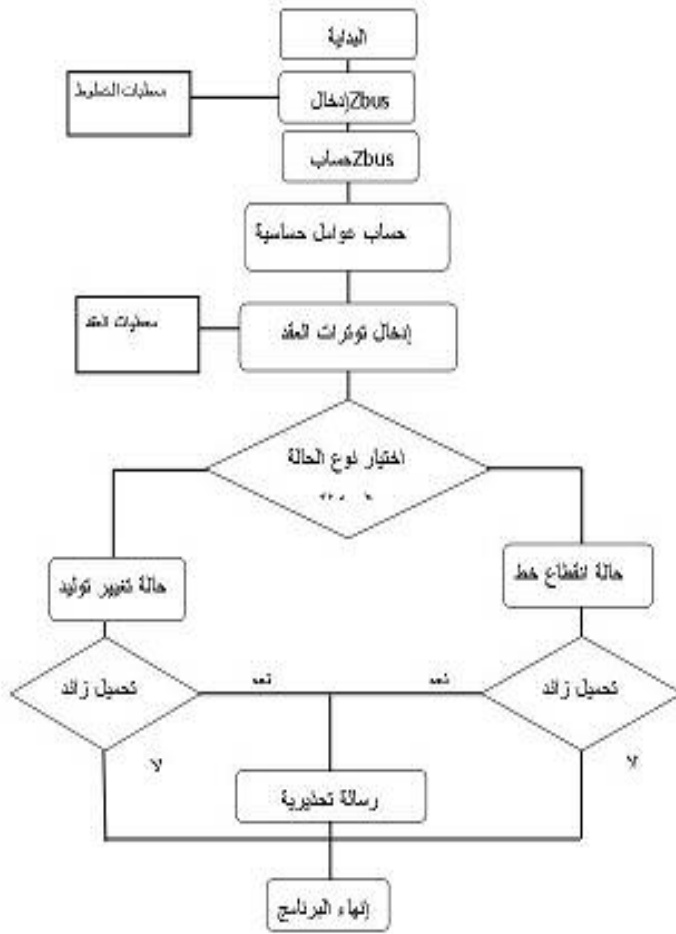 البداية
معطيات الخطوط
إدخال Zbus
حساب Zbus
حساب عوامل حساسية
معطيات العقد
إدخال توترات العقد
اختيار نوع الحالة
حالة انقطاع خط
حالة تغيير توليد
تحميل زائد
نعم
نعم
تحميل زائد
لا
لا
رسالة تحذيرية
إنهاء البرنامج